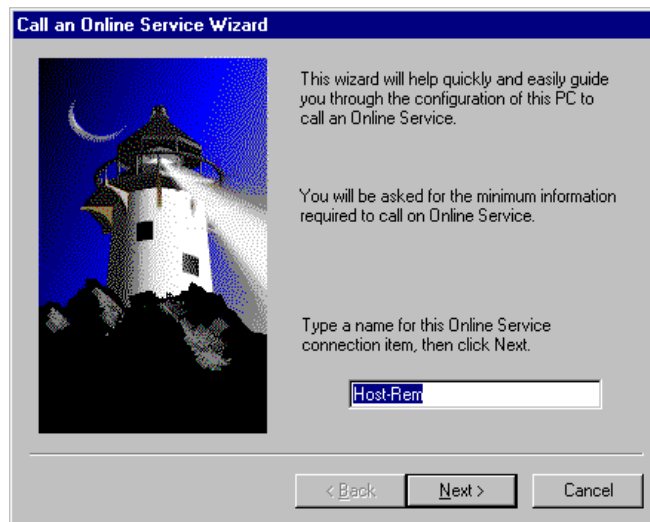 Call an Online Service Wizard
This wizard will help quickly and easily guide
you through the configuration of this PC to
call an Online Service.
You will be asked for the minimum information
required to call on Online Service.
Type a name for this Online Service
connection item, then click Next.
Host-Rem
< Back
Next >
Cancel